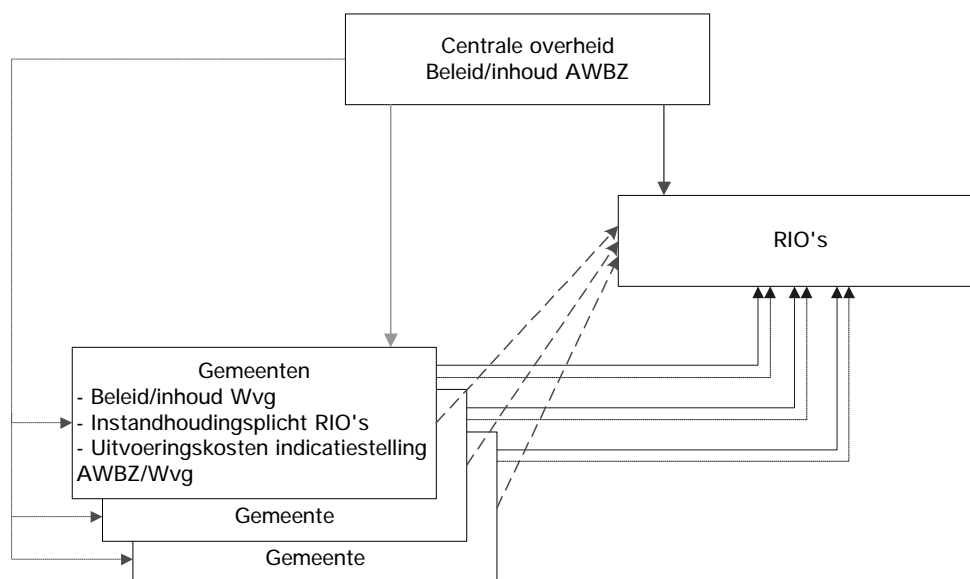 Centrale overheid
Beleid/inhoud AWBZ
RIO's
Gemeenten
- Beleid/inhoud Wvg
- Instandhoudingsplicht RIO's
- Uitvoeringskosten indicatiestelling
AWBZ/Wvg
Gemeente
Gemeente